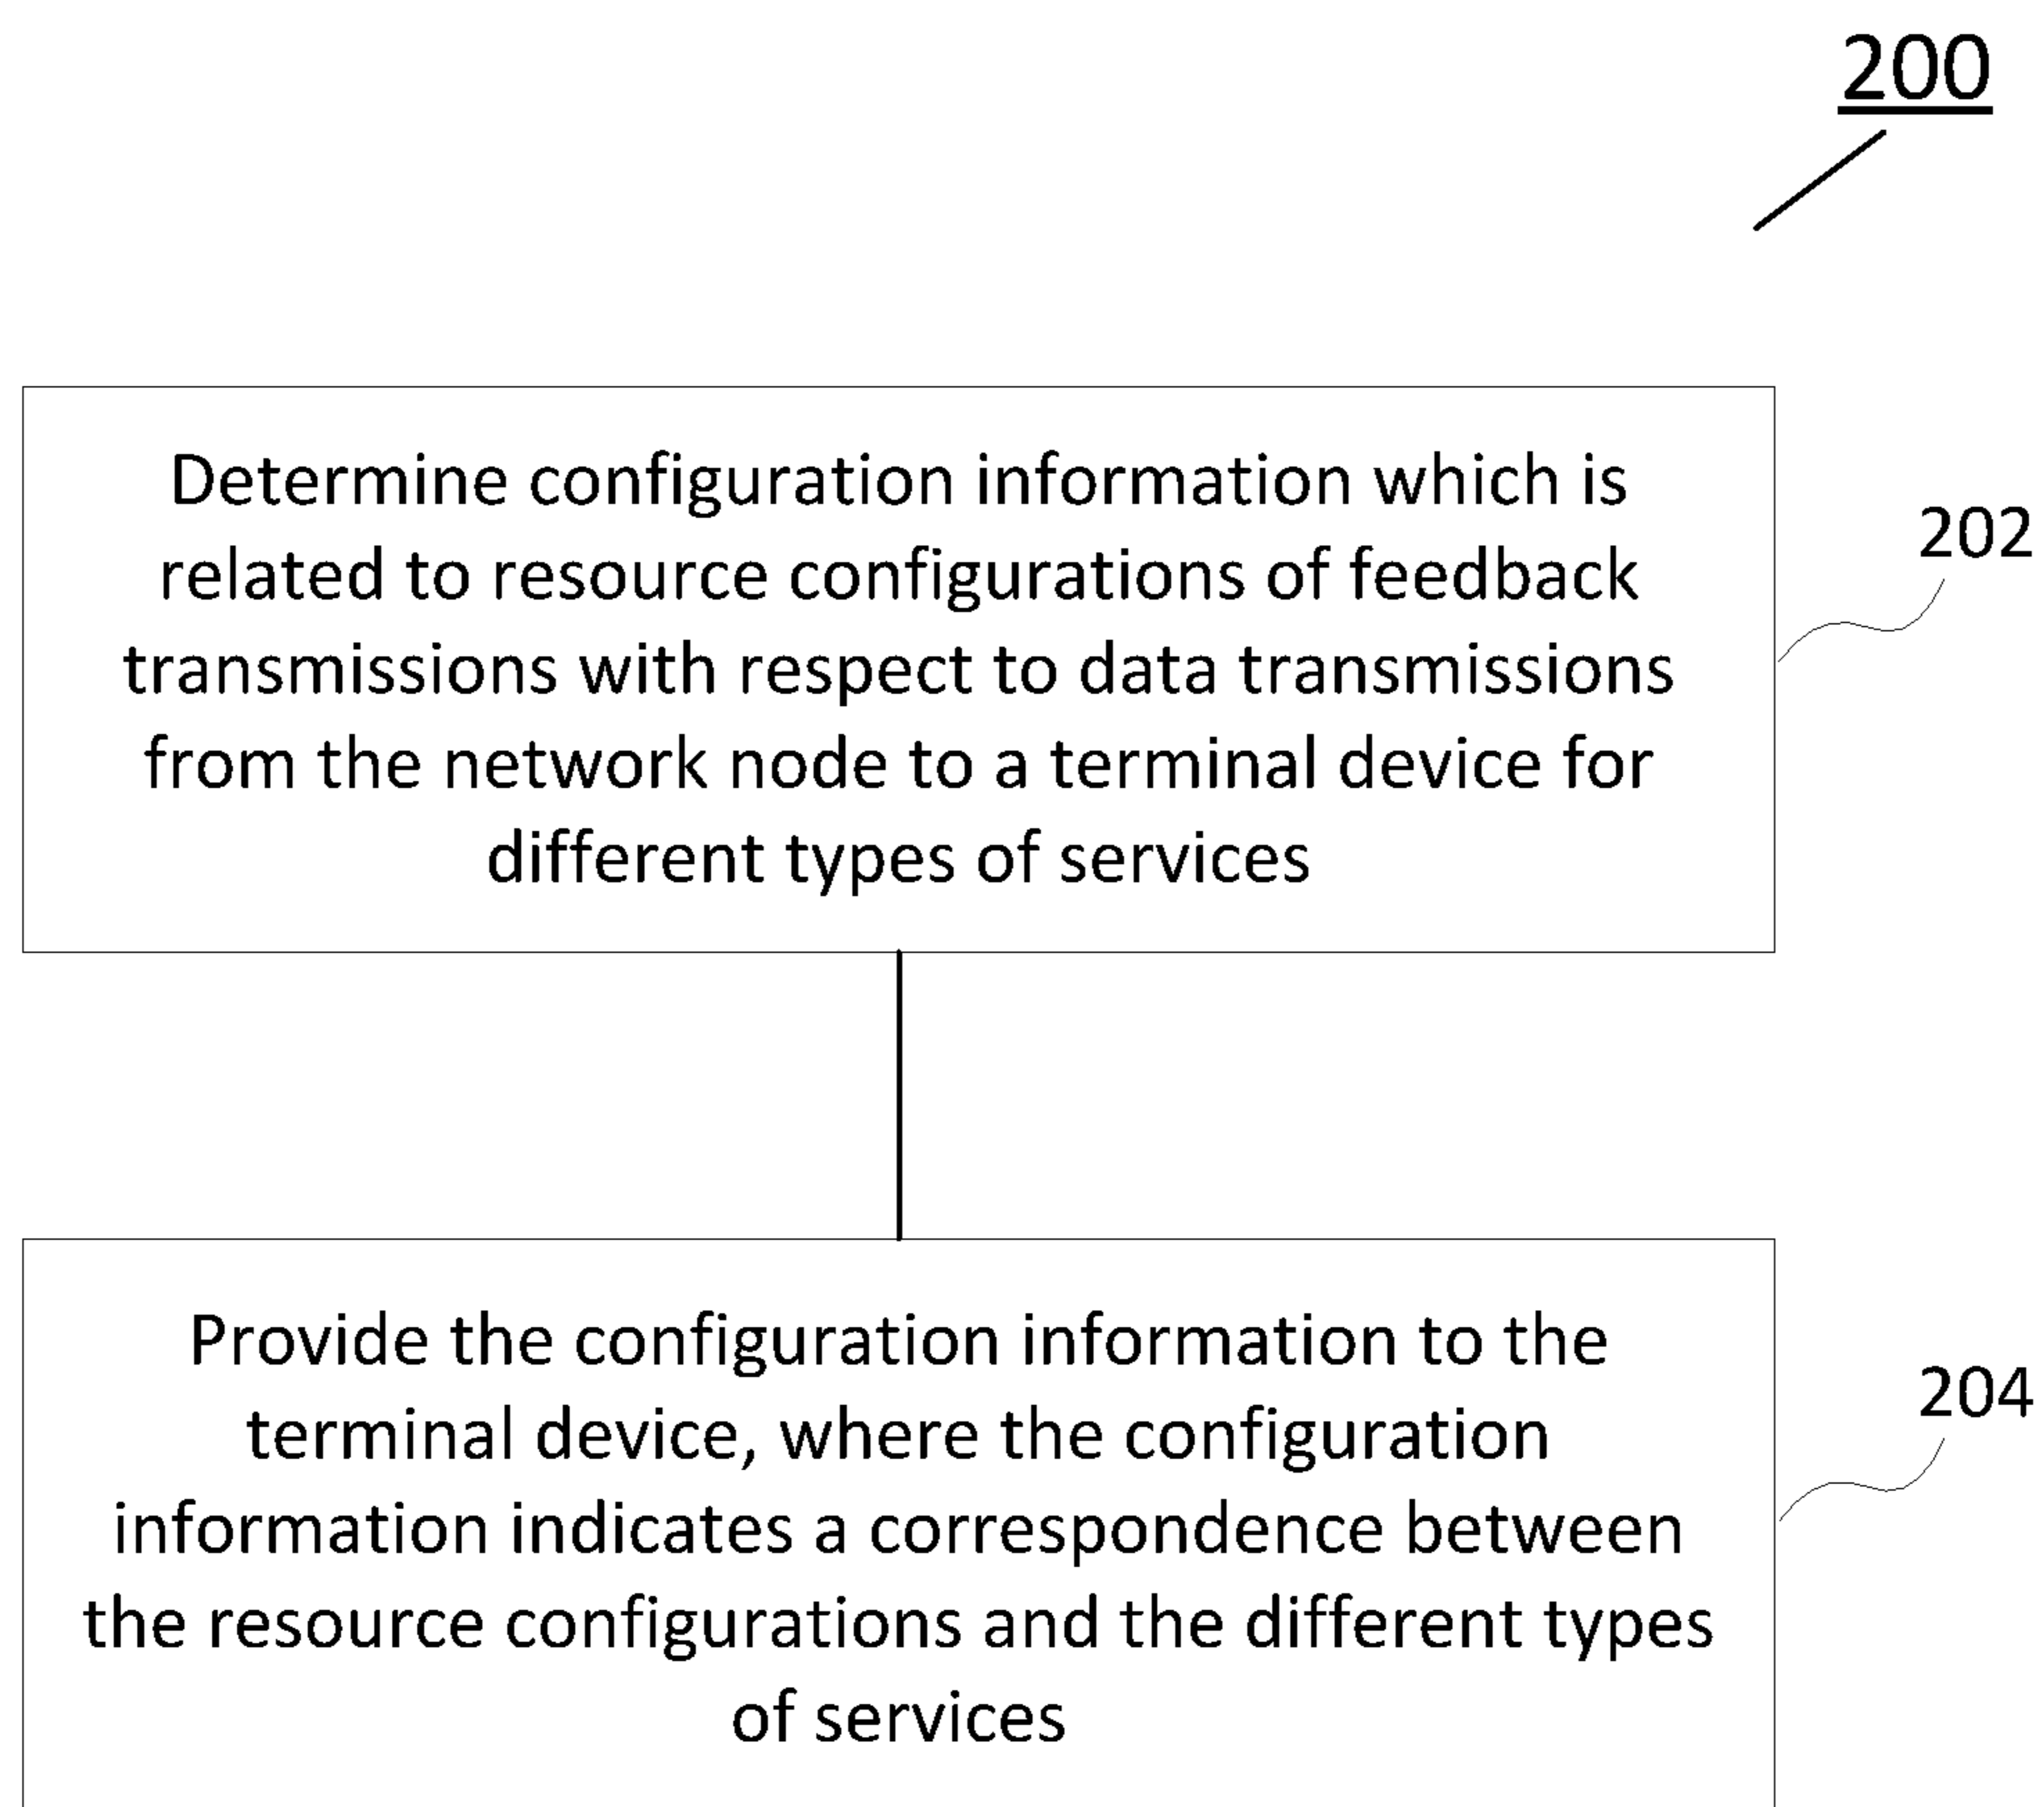 200
Determine configuration information which is
related to resource configurations of feedback
transmissions with respect to data transmissions
from the network node to a terminal device for
different types of services
202
Provide the configuration information to the
terminal device, where the configuration
information indicates a correspondence between
the resource configurations and the different types
of services
204